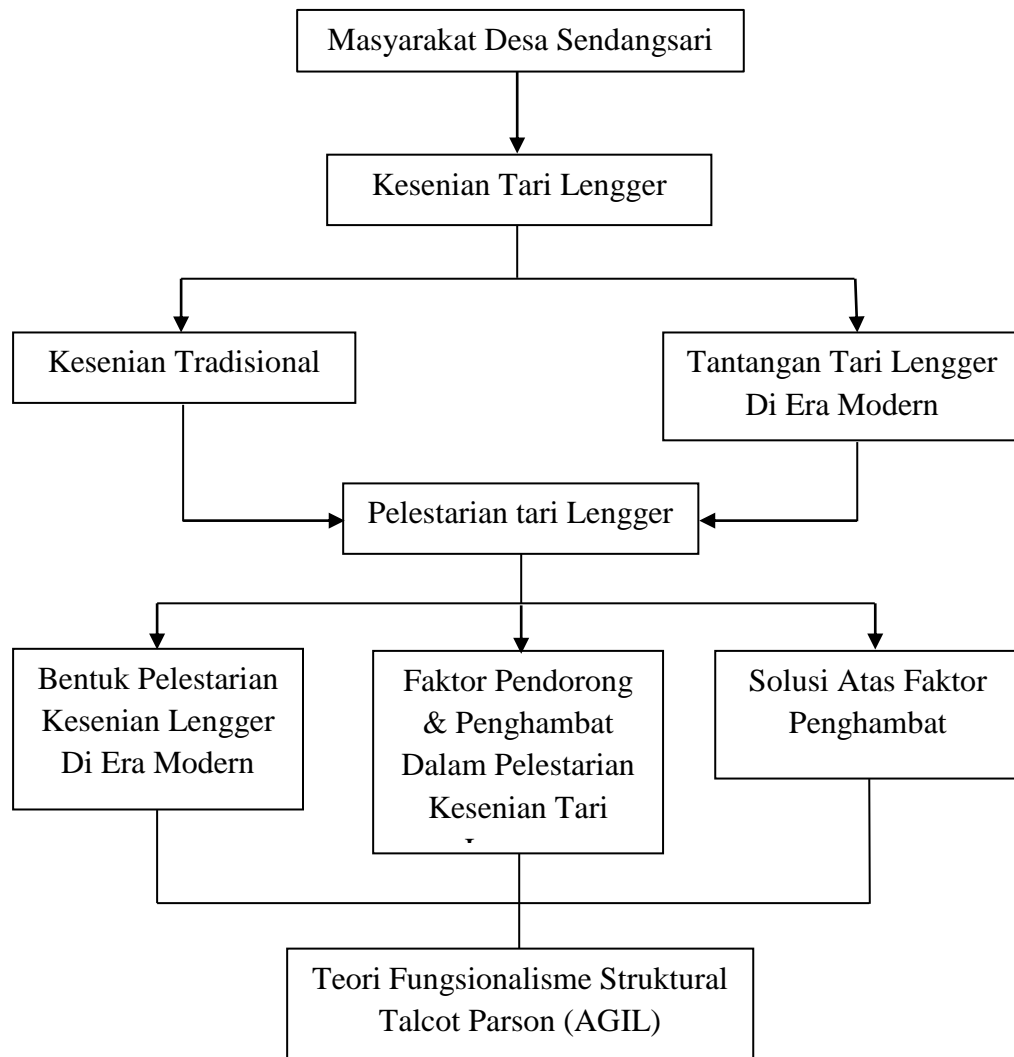 Masyarakat Desa Sendangsari
Kesenian Tari Lengger
Kesenian Tradisional
Tantangan Tari Lengger
Di Era Modern
Pelestarian tari Lengger
Bentuk Pelestarian
Kesenian Lengger
Di Era Modern
Faktor Pendorong
& Penghambat
Dalam Pelestarian
Kesenian Tari
Solusi Atas Faktor
Penghambat
Teori Fungsionalisme Struktural
Talcot Parson (AGIL)